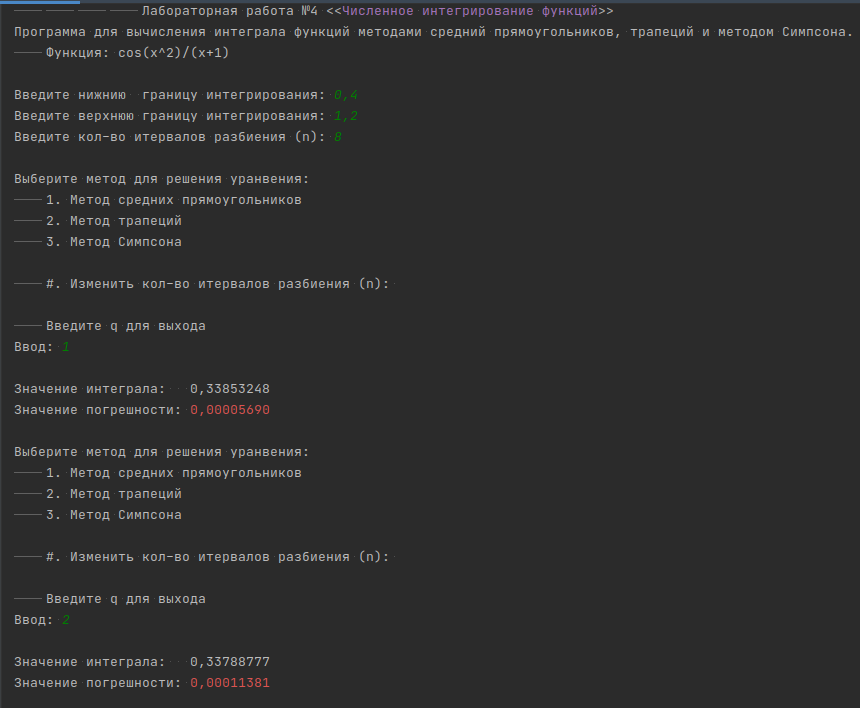 Лабораторная работа №4 <<Численное интегрирование функций>>
Программа для вычисления интеграла функций методами средний прямоугольников, трапеций и методом Симпсона.
Функция: cos(x^2)/(x+1)
Введите нижнию  границу интегрирования: 0,4
Введите верхнюю границу интегрирования: 1,2
Введите кол-во итервалов разбиения (n): 8
Выберите метод для решения уранвения:
1. Метод средних прямоугольников
2. Метод трапеций
3. Метод Симпсона
#. Изменить кол-во итервалов разбиения (n):
Введите q для выхода
Ввод: 1
Значение интеграла:   0,33853248
Значение погрешности: 0,00005690
Выберите метод для решения уранвения:
1. Метод средних прямоугольников
2. Метод трапеций
3. Метод Симпсона
#. Изменить кол-во итервалов разбиения (n):
Введите q для выхода
Ввод: 2
Значение интеграла:   0,33788777
Значение погрешности: 0,00011381